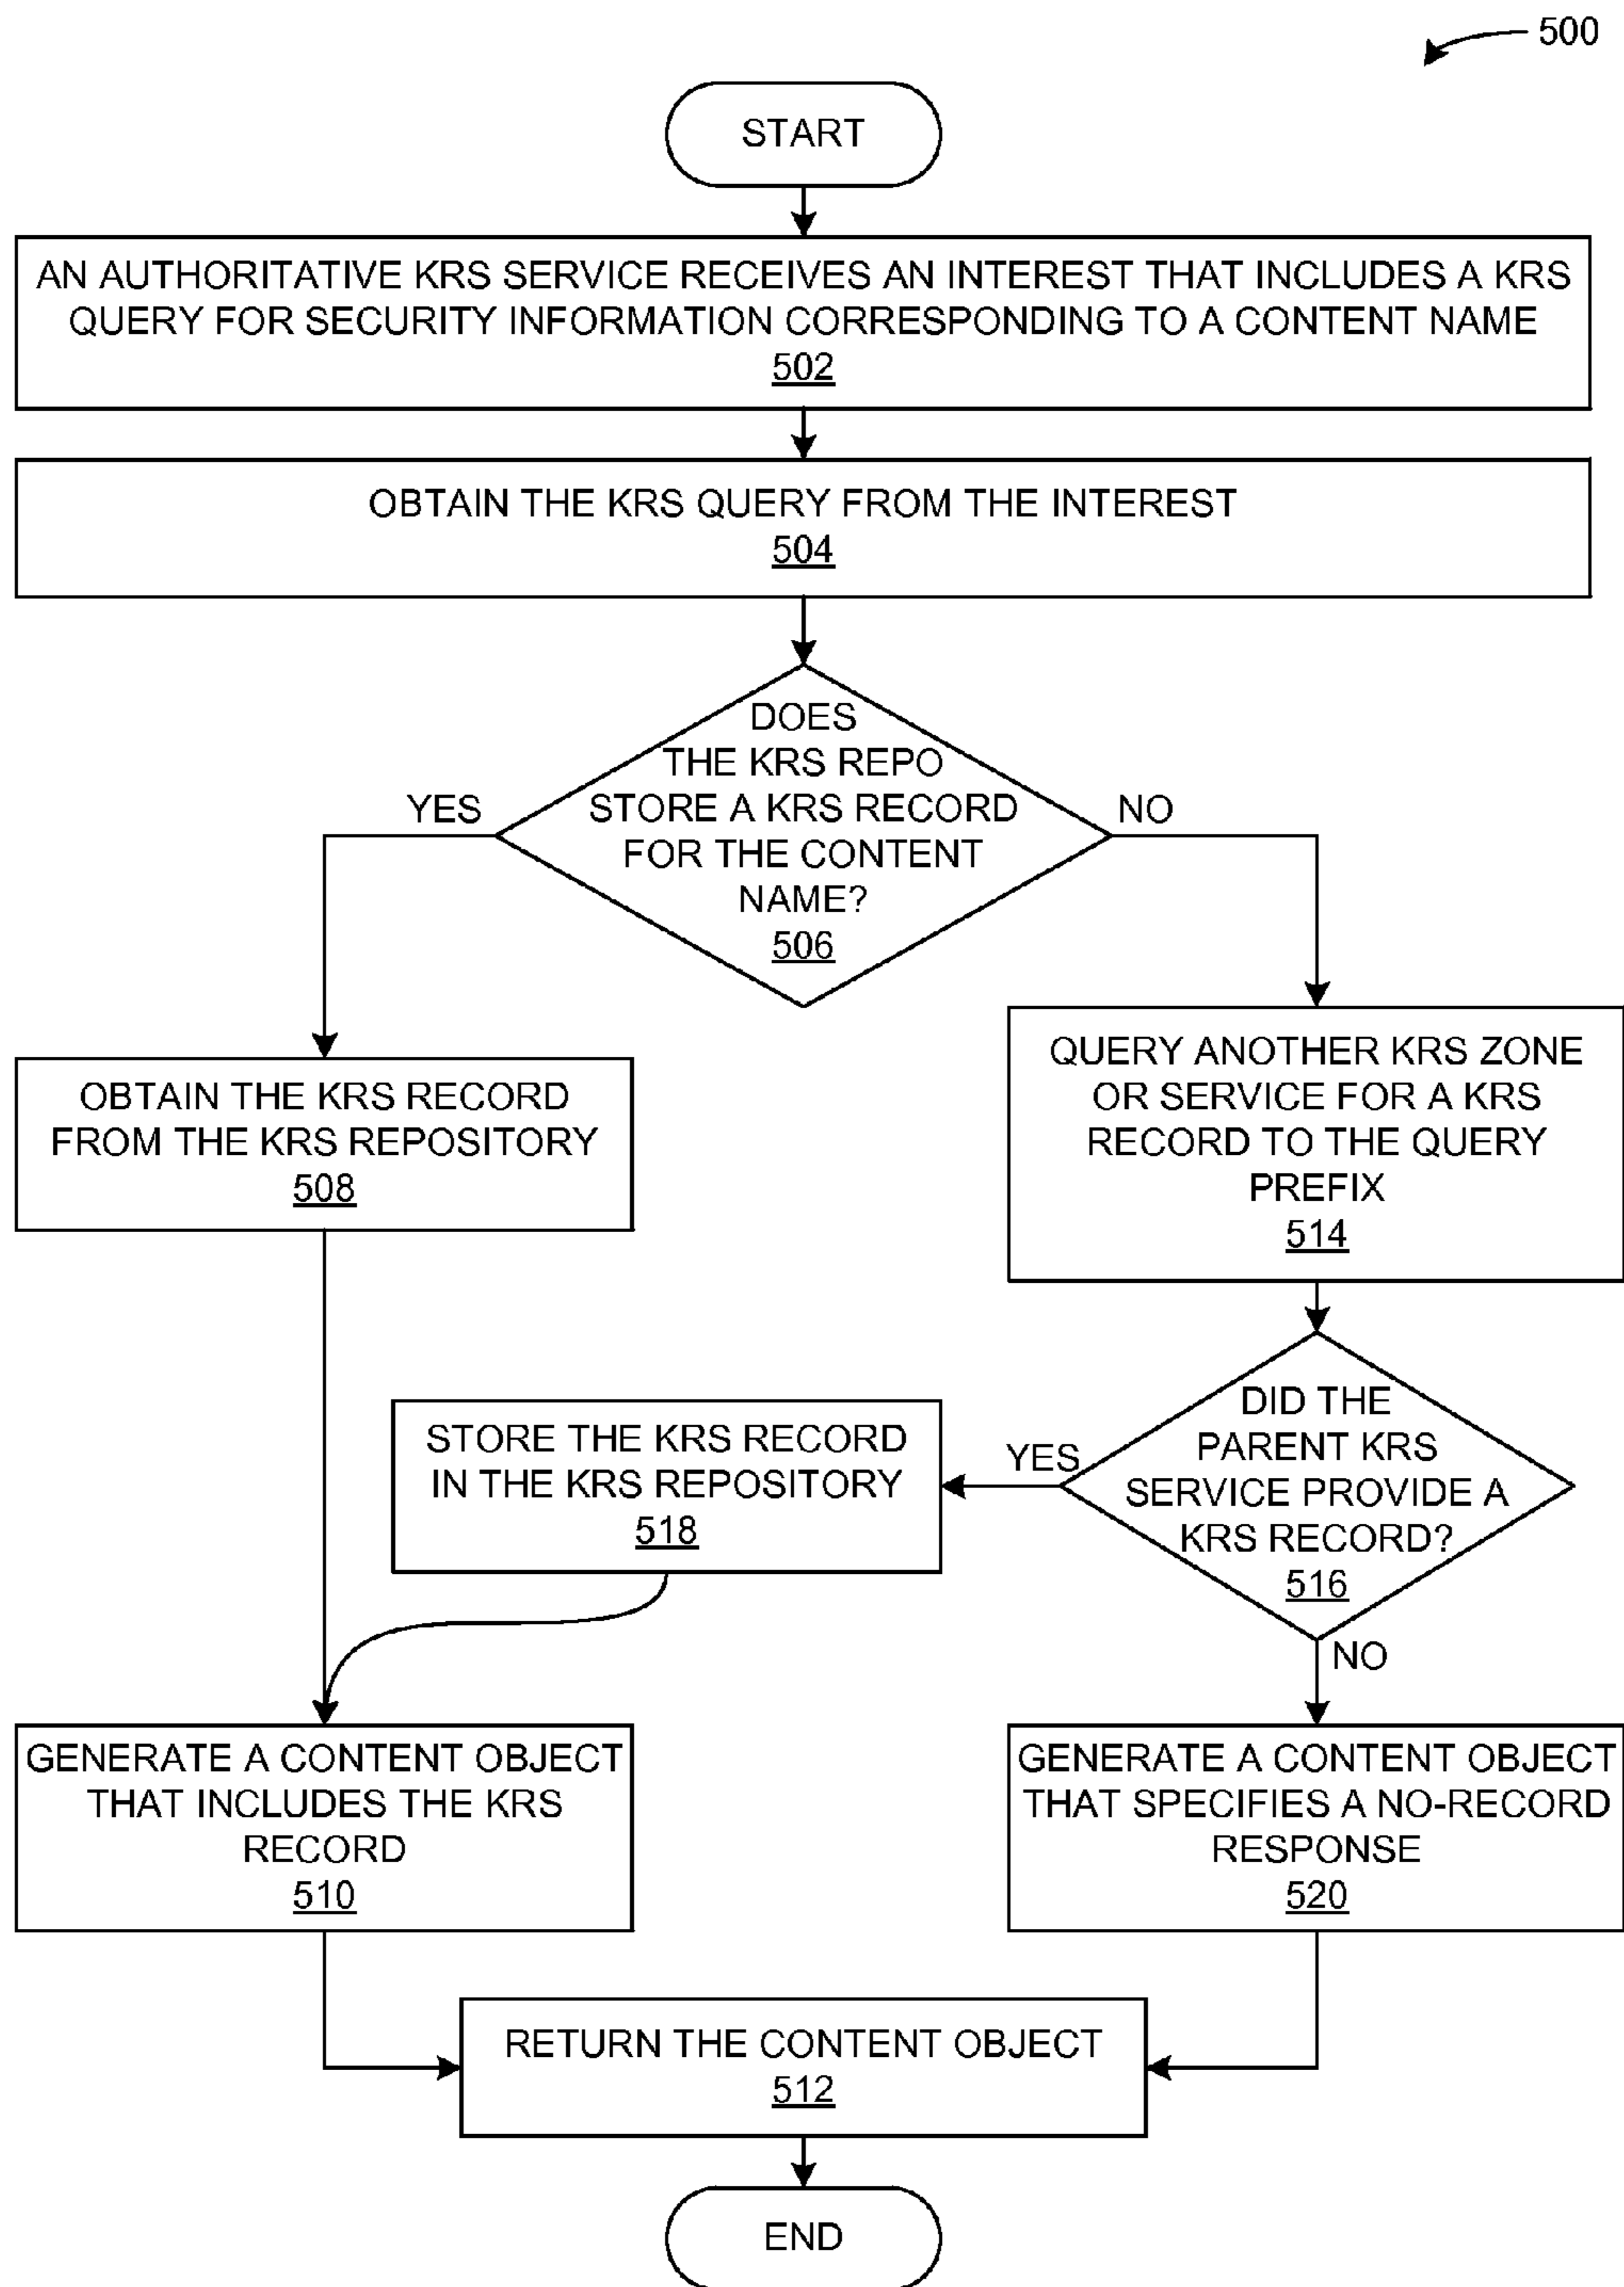 500
START
AN AUTHORITATIVE KRS SERVICE RECEIVES AN INTEREST THAT INCLUDES A KRS
QUERY FOR SECURITY INFORMATION CORRESPONDING TO A CONTENT NAME
502
OBTAIN THE KRS QUERY FROM THE INTEREST
504
DOES
THE KRS REPO
STORE A KRS RECORD
FOR THE CONTENT
NAME?
506
YES
NO
OBTAIN THE KRS RECORD
FROM THE KRS REPOSITORY
508
QUERY ANOTHER KRS ZONE
OR SERVICE FOR A KRS
RECORD TO THE QUERY
PREFIX
514
DID THE
PARENT KRS
SERVICE PROVIDE A
KRS RECORD?
516
YES
NO
STORE THE KRS RECORD
IN THE KRS REPOSITORY
518
GENERATE A CONTENT OBJECT
THAT INCLUDES THE KRS
RECORD
510
GENERATE A CONTENT OBJECT
THAT SPECIFIES A NO-RECORD
RESPONSE
520
RETURN THE CONTENT OBJECT
512
END